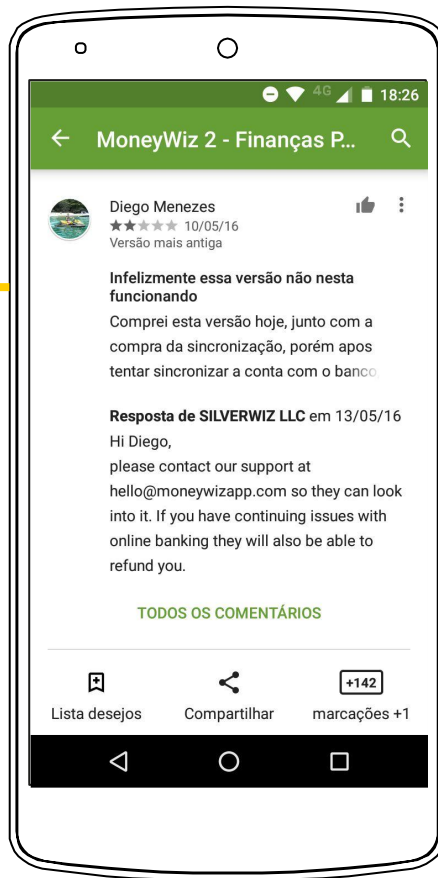 4G 18:26
MoneyWiz 2 - Finanças P...
Diego Menezes
10/05/16
Versão mais antiga
Infelizmente essa versão não nesta
funcionando
Comprei esta versão hoje, junto com a
compra da sincronização, porém apos
tentar sincronizar a conta com o banco
Resposta de SILVERWIZ LLC em 13/05/16
Hi Diego,
please contact our support at
hello@moneywizapp.com so they can look
into it. If you have continuing issues with
online banking they will also be able to
refund you.
TODOS OS COMENTÁRIOS
+142
Lista desejos Compartilhar marcações +1